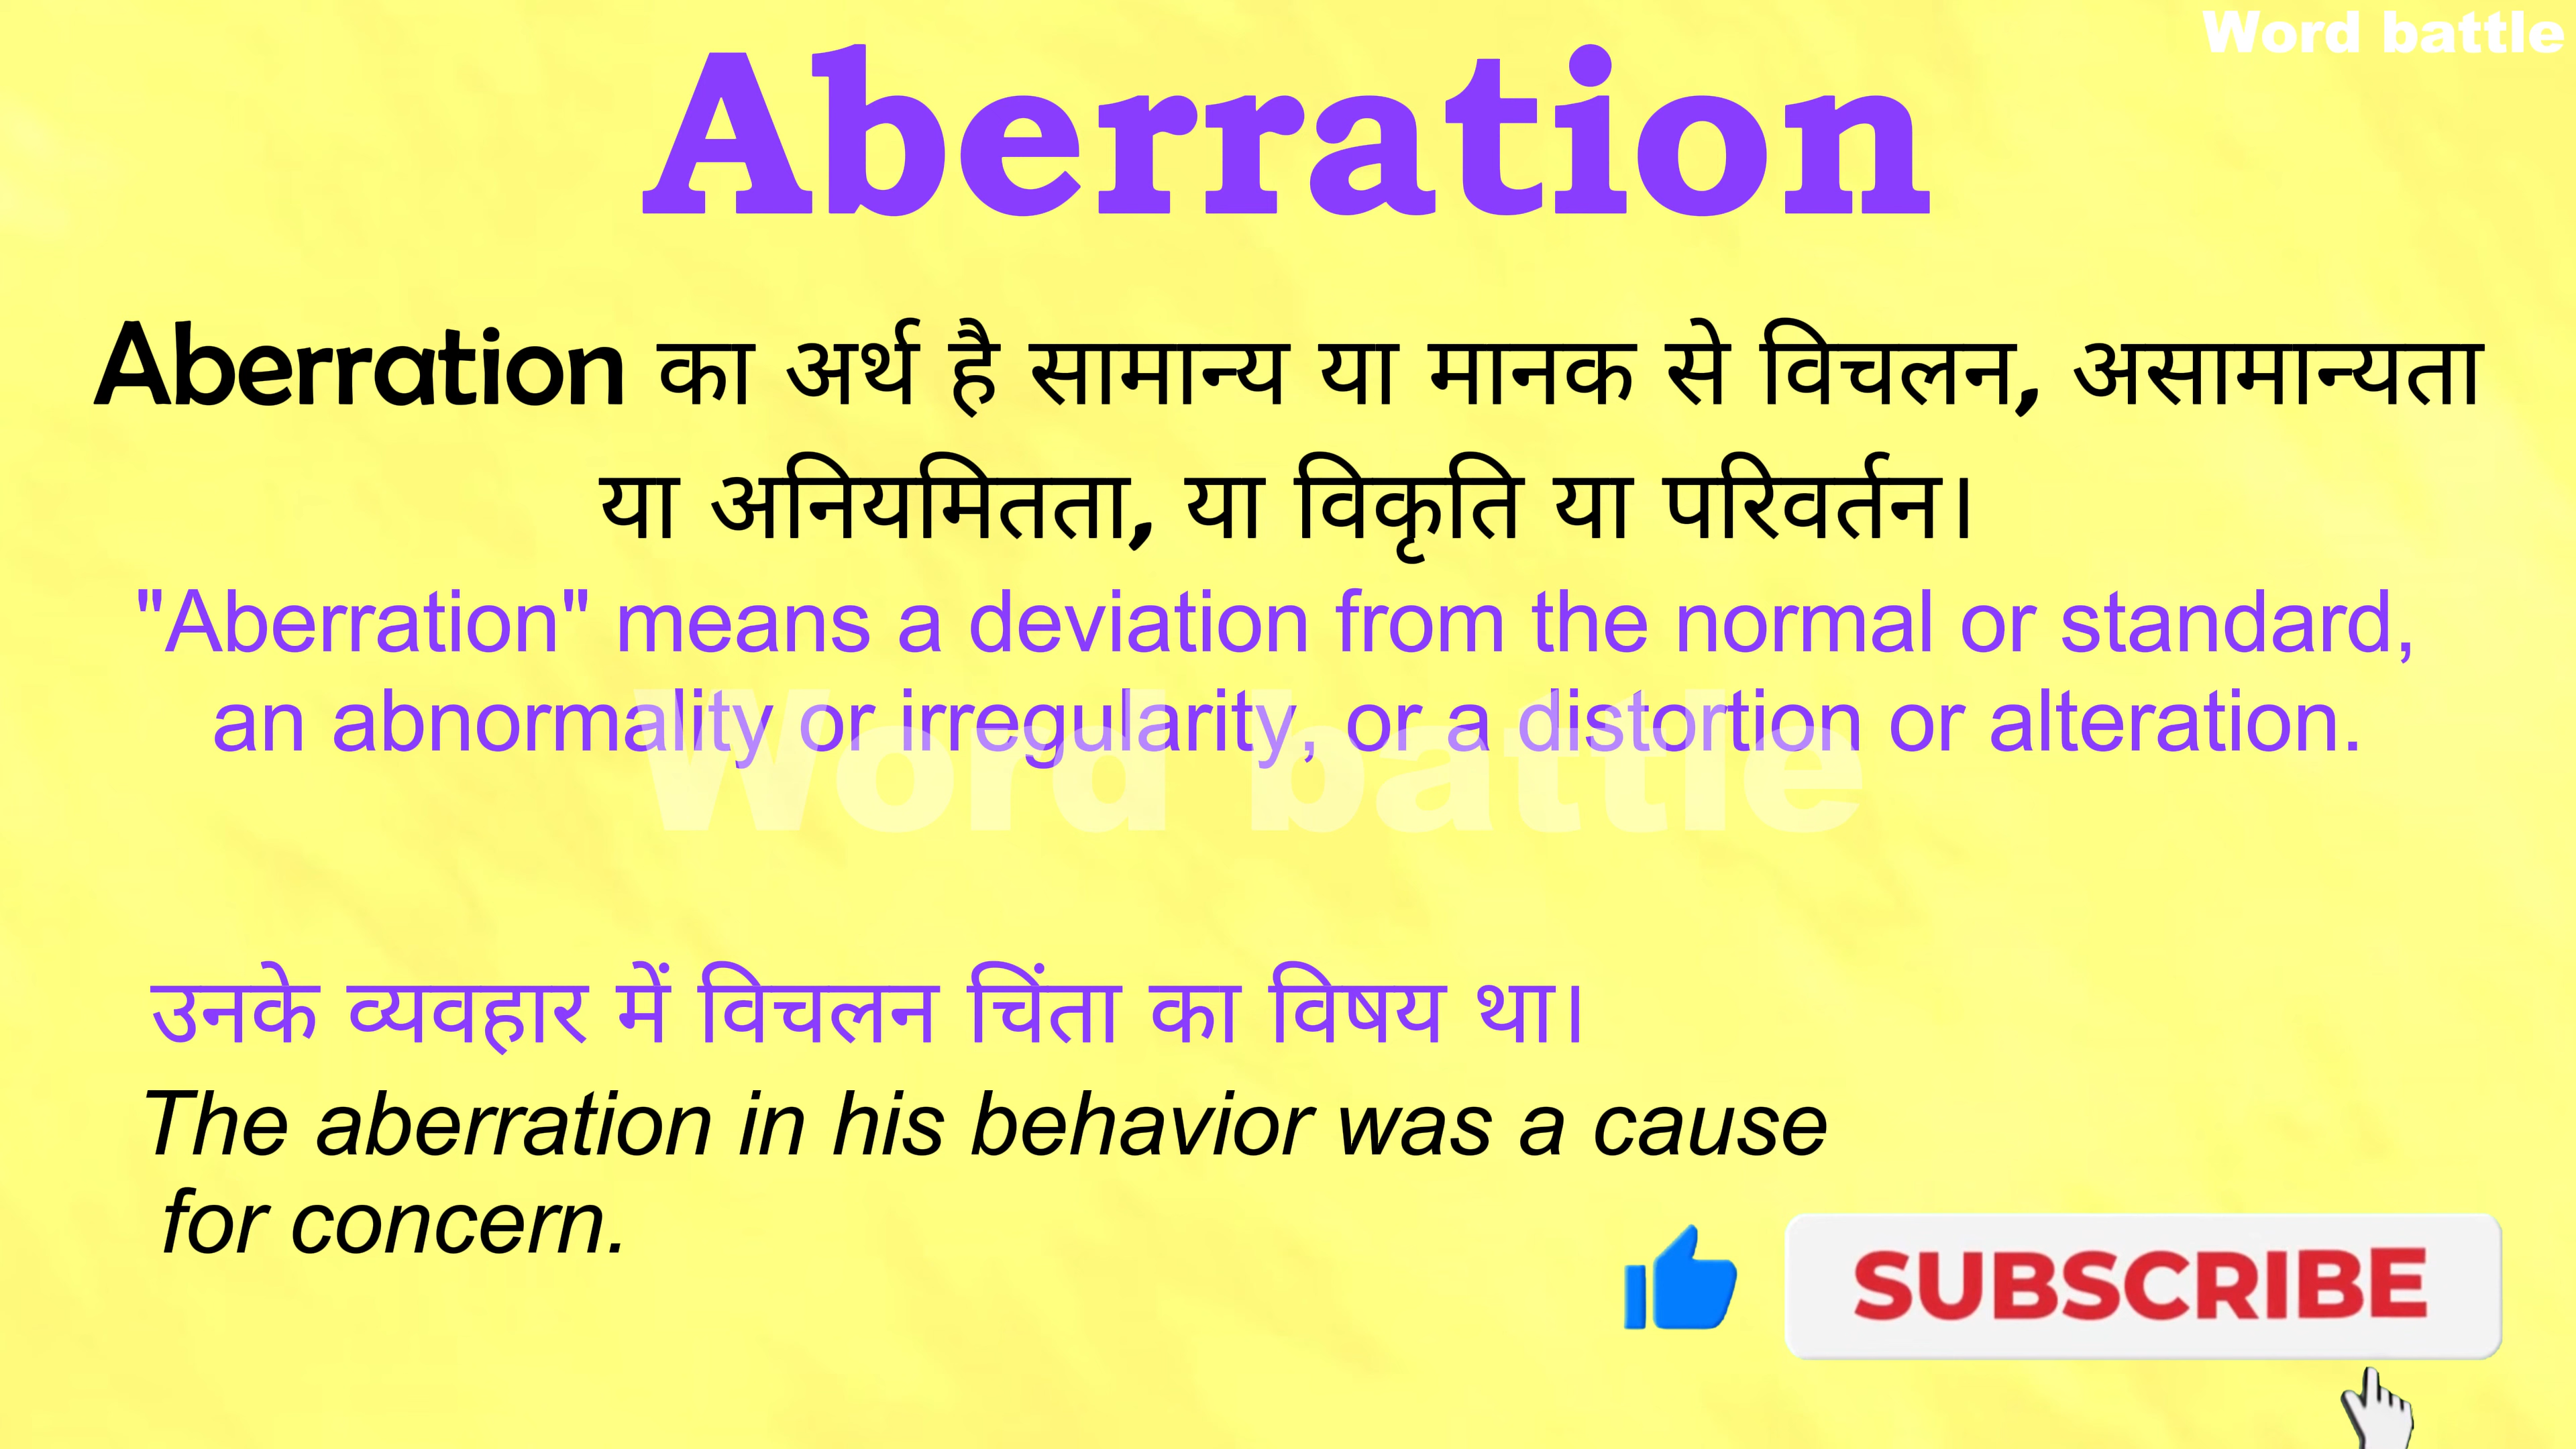 Word battle
Aberration
Aberration का अर्थ है सामान्य या मानक से विचलन, असामान्यता
या अनियमितता, या विकृति या परिवर्तन।
"Aberration" means a deviation from the normal or standard,
an abnormality or irregularity, or a distortion or alteration.
Word battle
उनके व्यवहार में विचलन चिंता का विषय था।
The aberration in his behavior was a cause
for concern.
SUBSCRIBE